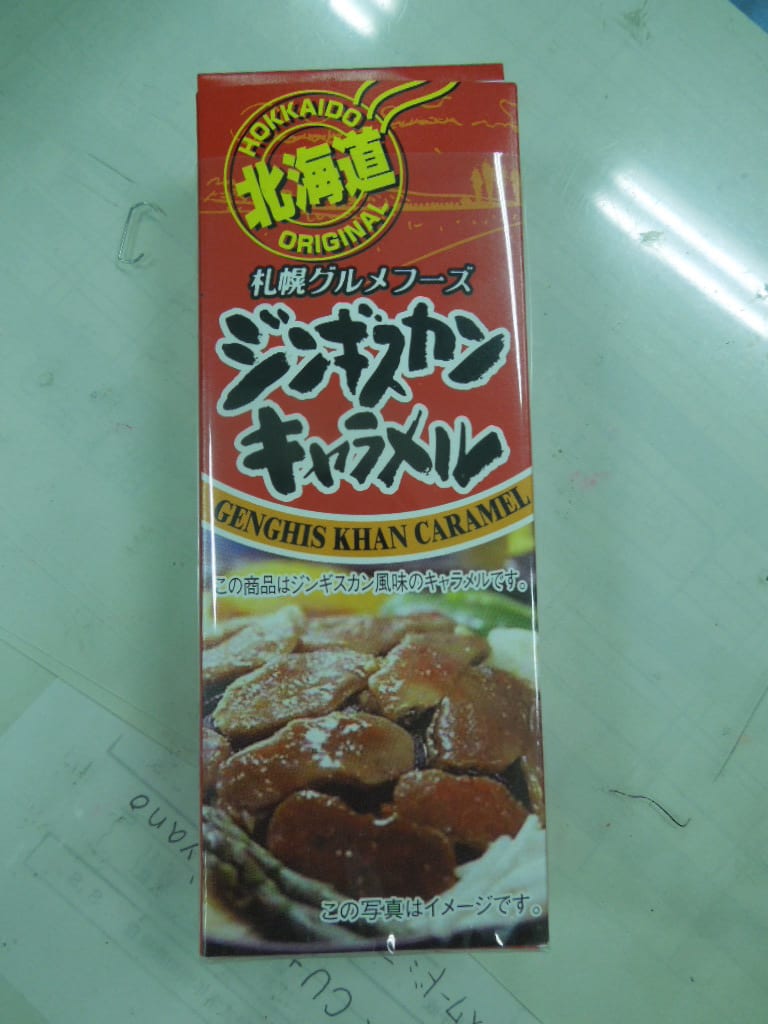 HOKKAIDO
北海道
ORIGINAL
札幌グルメフーズ
ジンギスカン
キャラメル
GENGHIS KHAN CARAMEL
この商品はジンギスカン風味のキャラメルです。
この写真はイメージです。
yano